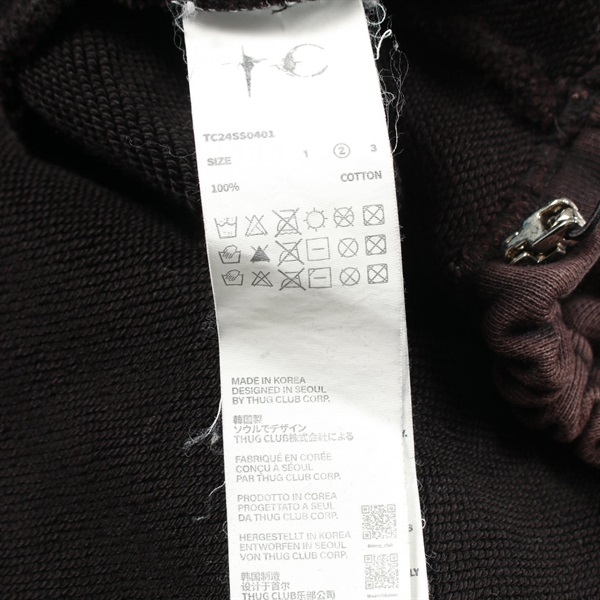 TC
TC24SS0401
SIZE 1 2 3
100% COTTON
MADE IN KOREA
DESIGNED IN SEOUL
BY THUG CLUB CORP.
韓国製
ソウルでデザイン
THUG CLUB株式会社による
FABRIQUÉ EN CORÉE
CONÇU A SÉOUL
PAR THUG CLUB CORP.
PRODOTTO IN COREA
PROGETTATO A SEUL
DA THUG CLUB CORP.
HERGESTELLT IN KOREA
ENTWORFEN IN SEOUL
VON THUG CLUB CORP.
韩国制造
设计于首尔
THUG CLUB乐部公司